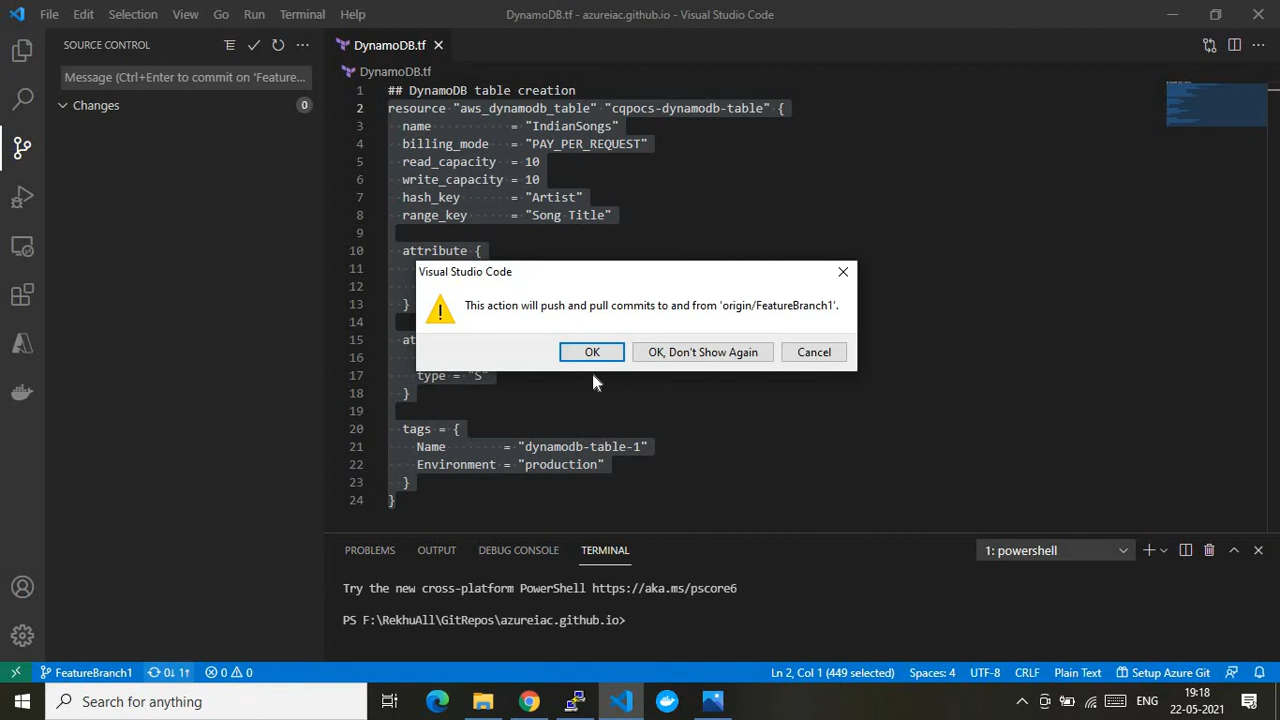 File Edit Selection View Go Run Terminal Help DynamoDB.tf - azureiac.github.io - Visual Studio Code
SOURCE CONTROL
Message (Ctrl+Enter to commit on 'Feature...
Changes 0
DynamoDB.tf
DynamoDB.tf
1 ## DynamoDB table creation
2 resource "aws_dynamodb_table" "cqpocs-dynamodb-table" {
3 name = "IndianSongs"
4 billing_mode = "PAY_PER_REQUEST"
5 read_capacity = 10
6 write_capacity = 10
7 hash_key = "Artist"
8 range_key = "Song Title"
9
10 attribute {
11
12
13 }
14
15 at
16
17 type = "S"
18 }
19
20 tags = {
21 Name = "dynamodb-table-1"
22 Environment = "production"
23 }
24 }
Visual Studio Code
This action will push and pull commits to and from 'origin/FeatureBranch1'.
OK OK, Don't Show Again Cancel
PROBLEMS OUTPUT DEBUG CONSOLE TERMINAL 1: powershell
Try the new cross-platform PowerShell https://aka.ms/pscore6
PS F:\RekhuAll\GitRepos\azureiac.github.io>
FeatureBranch1 0↓ 1↑ 0 0 Ln 2, Col 1 (449 selected) Spaces: 4 UTF-8 CRLF Plain Text Setup Azure Git
Search for anything
ENG
19:18
22-05-2021